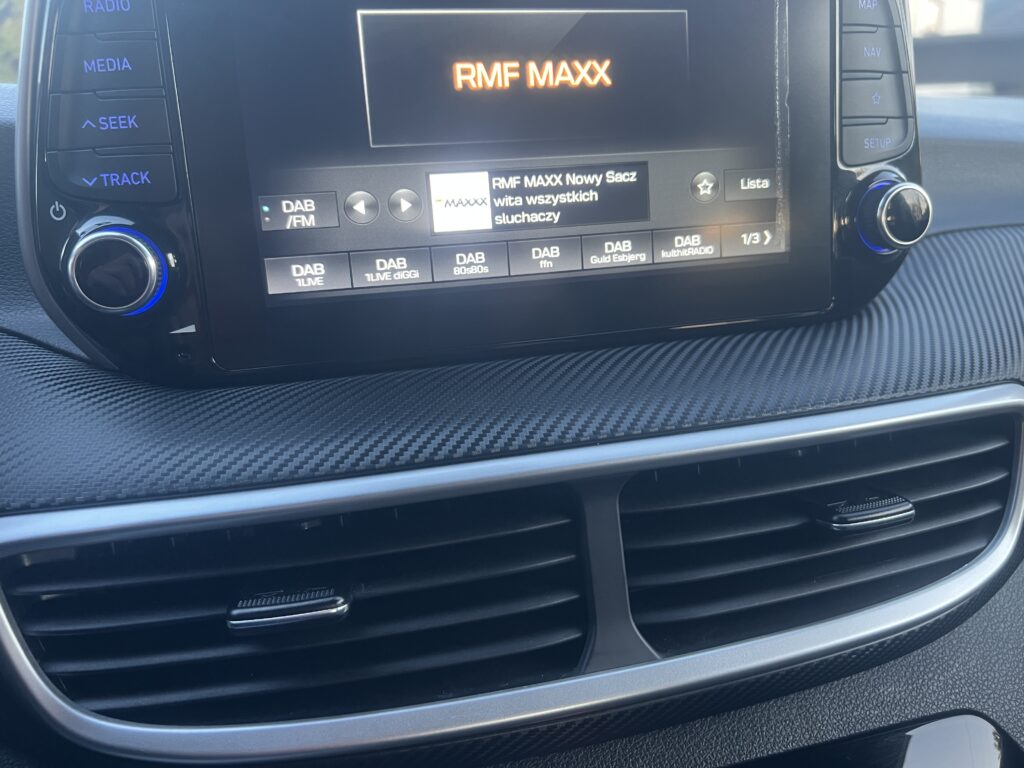 RADIO
MEDIA
SEEK
TRACK
MAP
NAV
SETUP
RMF MAXX
DAB
/FM
MAXXX
RMF MAXX Nowy Sacz
wita wszystkich
sluchaczy
Lista
DAB
1LIVE
DAB
1LIVE diGGi
DAB
80s80s
DAB
ffn
DAB
Guld Esbjerg
DAB
kulthitRADIO
1/3